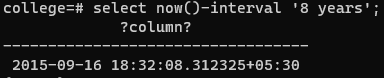 college=# select now()-interval '8 years';
?column?
----------------------------------
2015-09-16 18:32:08.312325+05:30